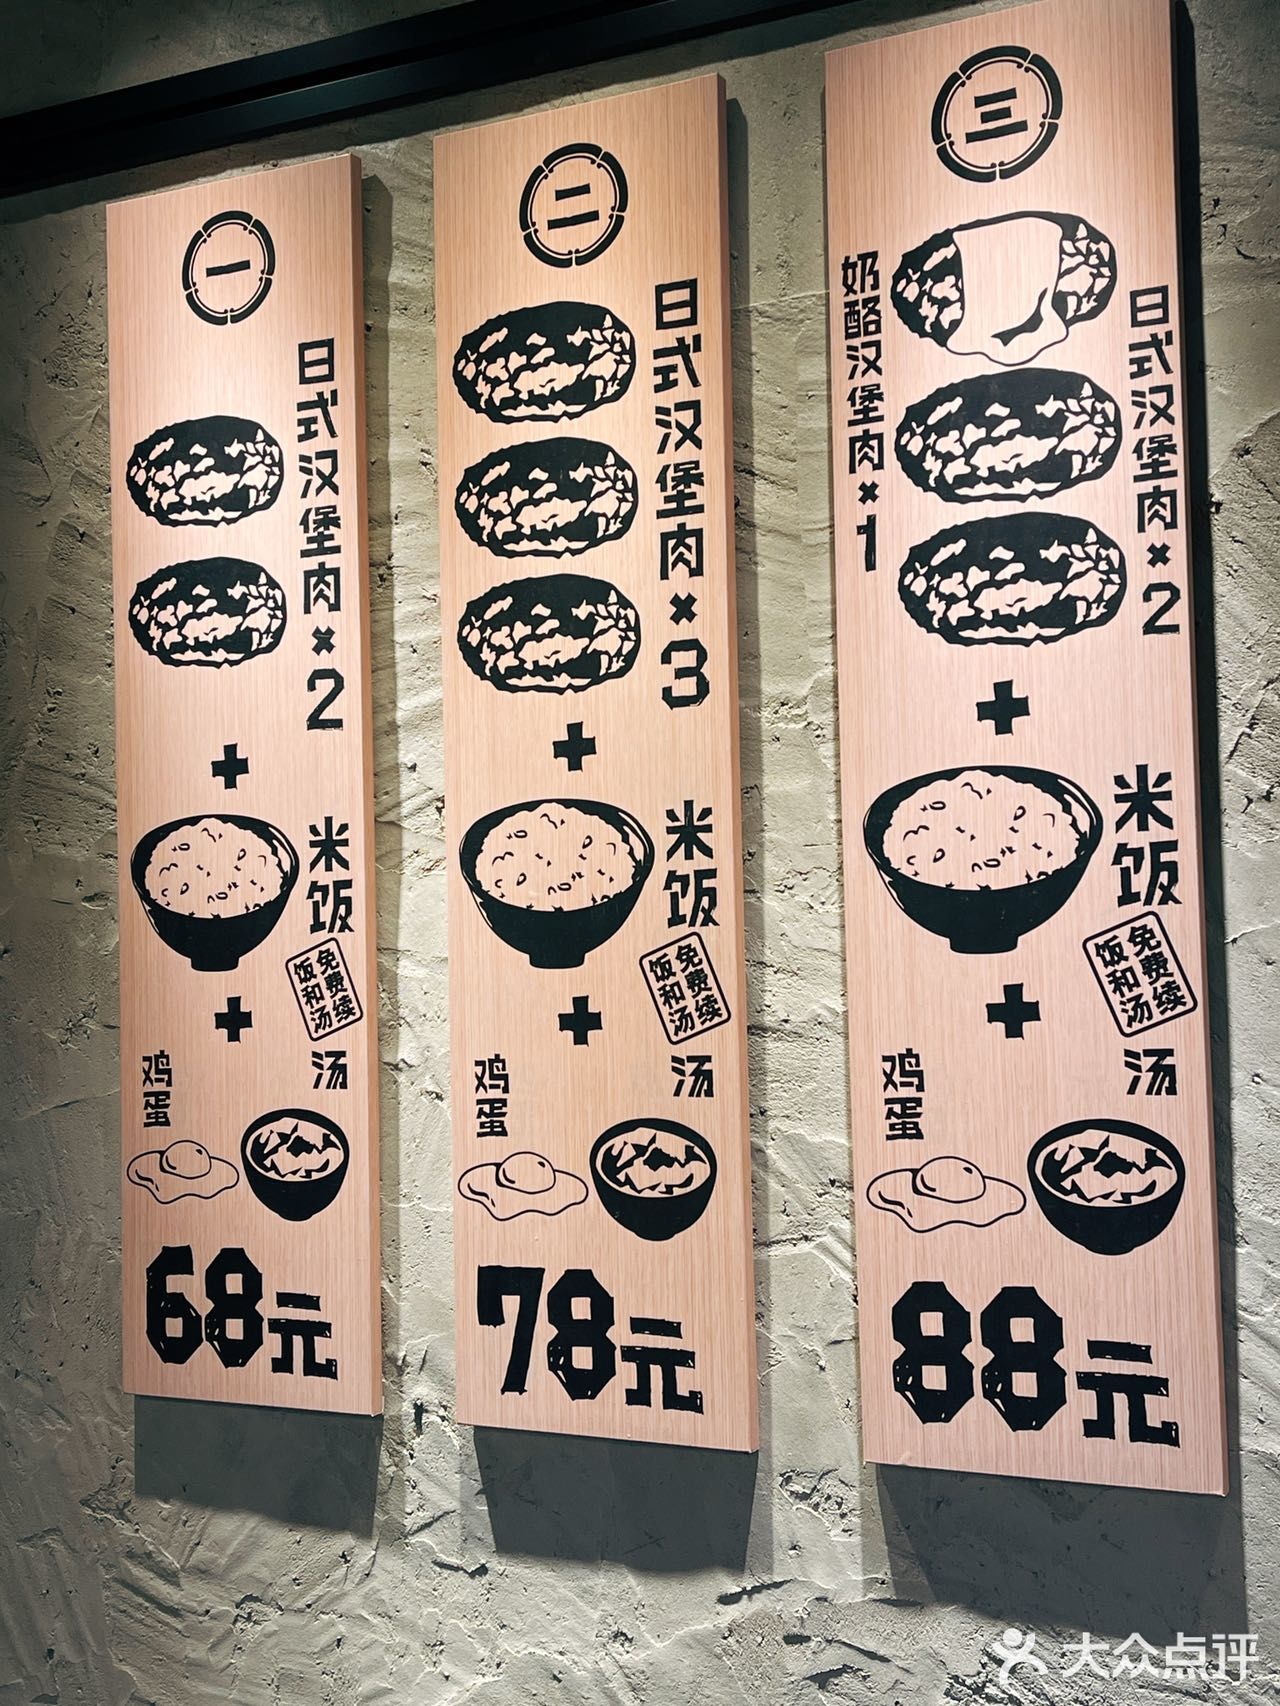 一
日式汉堡肉×2
米饭
免费续
饭和汤
汤
鸡蛋
68元
二
日式汉堡肉×3
米饭
免费续
饭和汤
汤
鸡蛋
78元
三
日式汉堡肉×2
奶酪汉堡肉×1
米饭
免费续
饭和汤
汤
鸡蛋
88元
大众点评